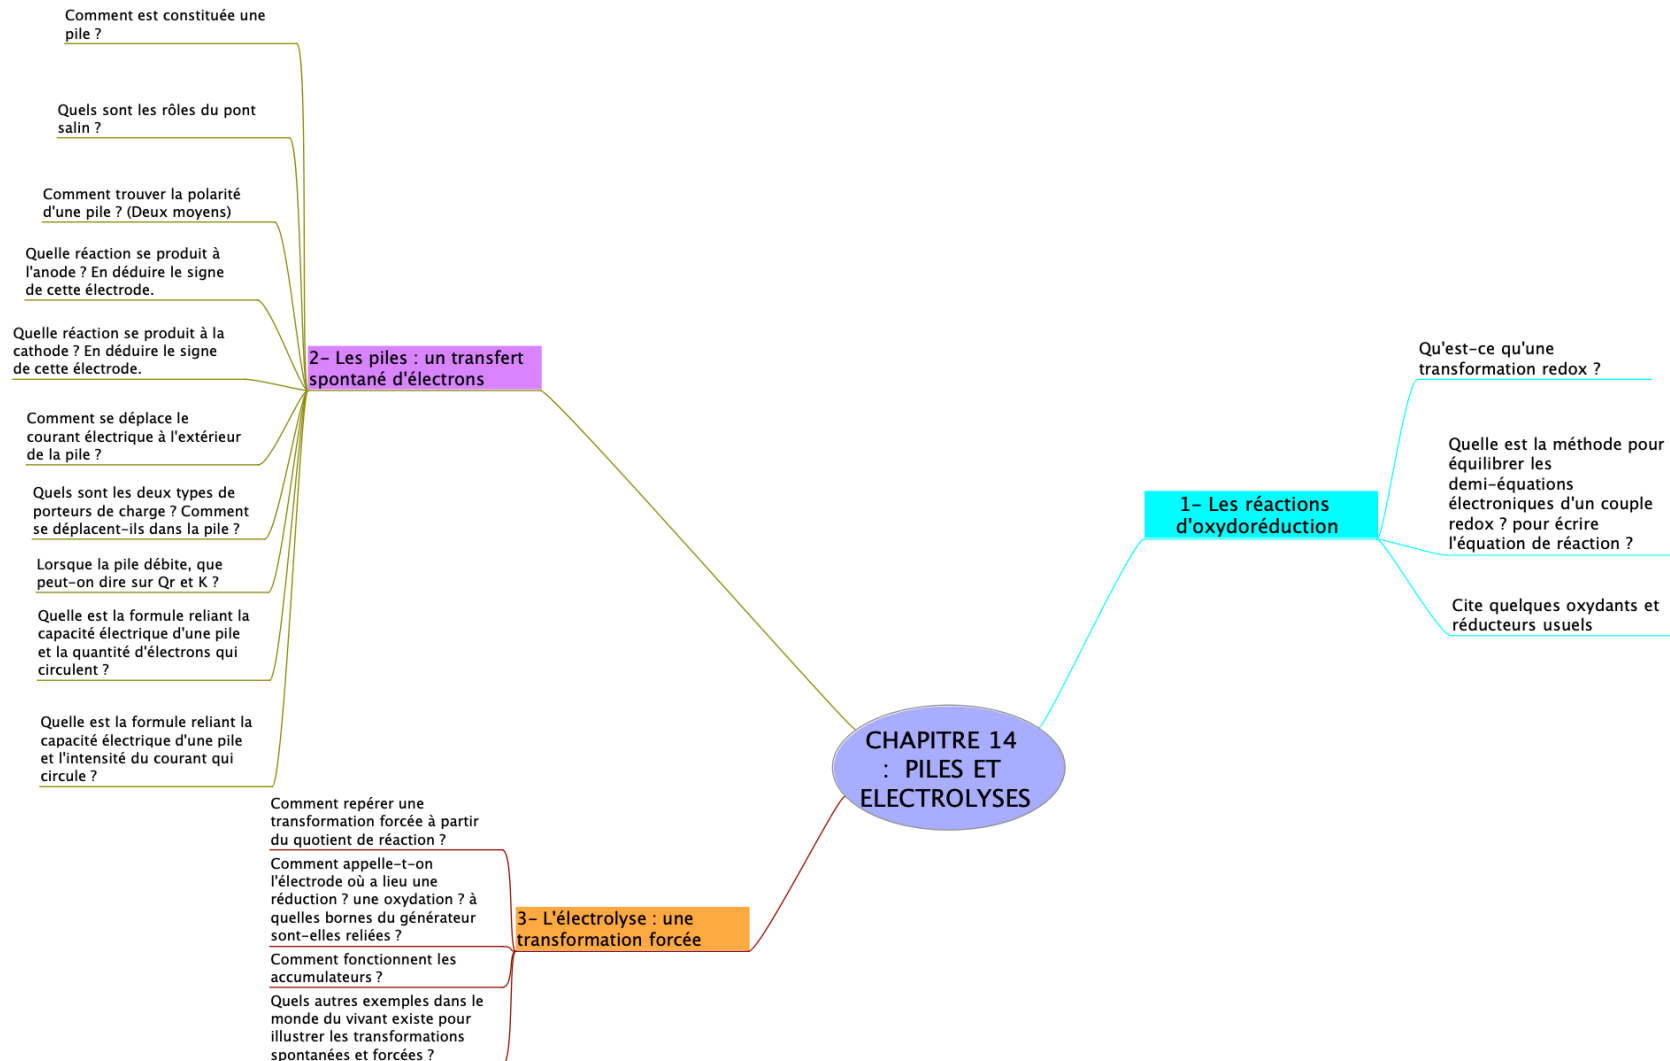 CHAPITRE 14
: PILES ET
ELECTROLYSES
1- Les réactions
d'oxydoréduction
Qu'est-ce qu'une
transformation redox ?
Quelle est la méthode pour
équilibrer les
demi-équations
électroniques d'un couple
redox ? pour écrire
l'équation de réaction ?
Cite quelques oxydants et
réducteurs usuels
2- Les piles : un transfert
spontané d'électrons
Comment est constituée une
pile ?
Quels sont les rôles du pont
salin ?
Comment trouver la polarité
d'une pile ? (Deux moyens)
Quelle réaction se produit à
l'anode ? En déduire le signe
de cette électrode.
Quelle réaction se produit à la
cathode ? En déduire le signe
de cette électrode.
Comment se déplace le
courant électrique à l'extérieur
de la pile ?
Quels sont les deux types de
porteurs de charge ? Comment
se déplacent-ils dans la pile ?
Lorsque la pile débite, que
peut-on dire sur Qr et K ?
Quelle est la formule reliant la
capacité électrique d'une pile
et la quantité d'électrons qui
circulent ?
Quelle est la formule reliant la
capacité électrique d'une pile
et l'intensité du courant qui
circule ?
3- L'électrolyse : une
transformation forcée
Comment repérer une
transformation forcée à partir
du quotient de réaction ?
Comment appelle-t-on
l'électrode où a lieu une
réduction ? une oxydation ? à
quelles bornes du générateur
sont-elles reliées ?
Comment fonctionnent les
accumulateurs ?
Quels autres exemples dans le
monde du vivant existe pour
illustrer les transformations
spontanées et forcées ?